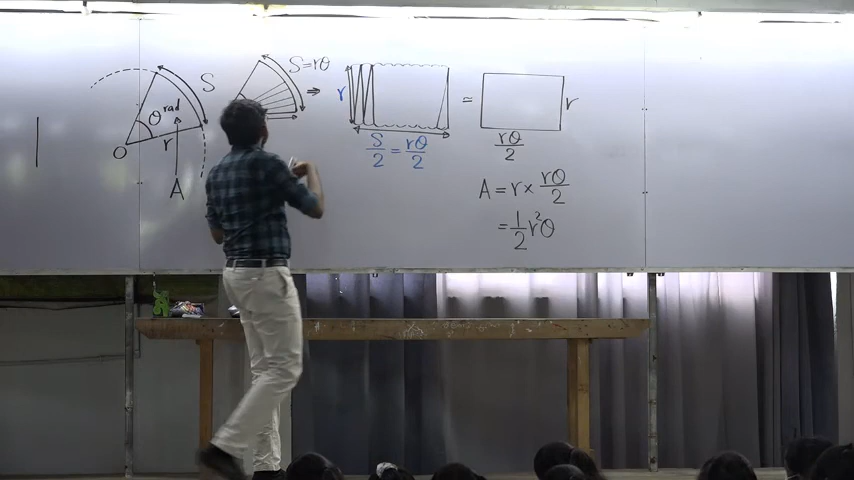 S
θ rad
r
O
A
S=rθ
⇒
r
S/2 = rθ/2
=
r
rθ/2
A = r × rθ/2
= 1/2 r²θ